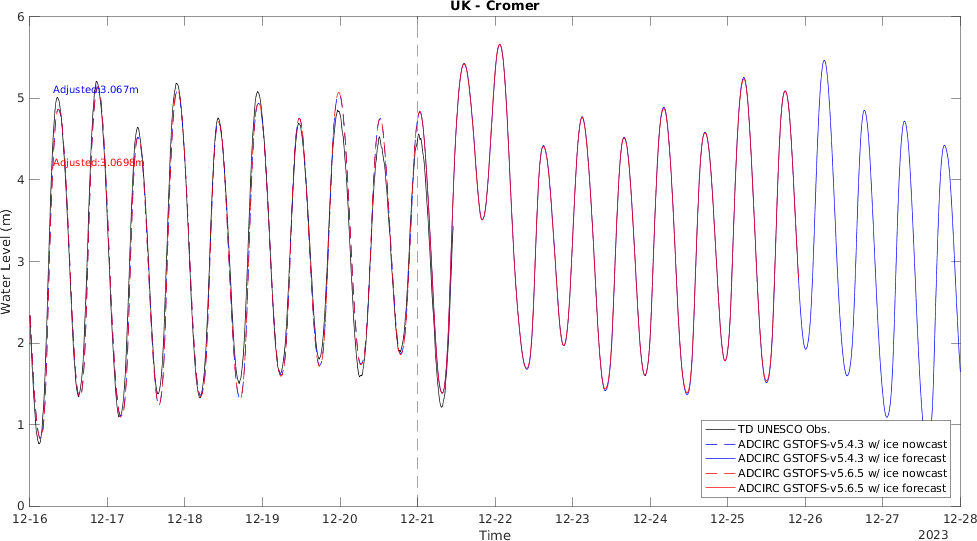 UK - Cromer
6
5
4
3
2
1
0
Water Level (m)
Adjusted:3.067m
Adjusted:3.0698m
TD UNESCO Obs.
ADCIRC GSTOFS-v5.4.3 w/ ice nowcast
ADCIRC GSTOFS-v5.4.3 w/ ice forecast
ADCIRC GSTOFS-v5.6.5 w/ ice nowcast
ADCIRC GSTOFS-v5.6.5 w/ ice forecast
12-16 12-17 12-18 12-19 12-20 12-21 12-22 12-23 12-24 12-25 12-26 12-27 12-28
Time
2023